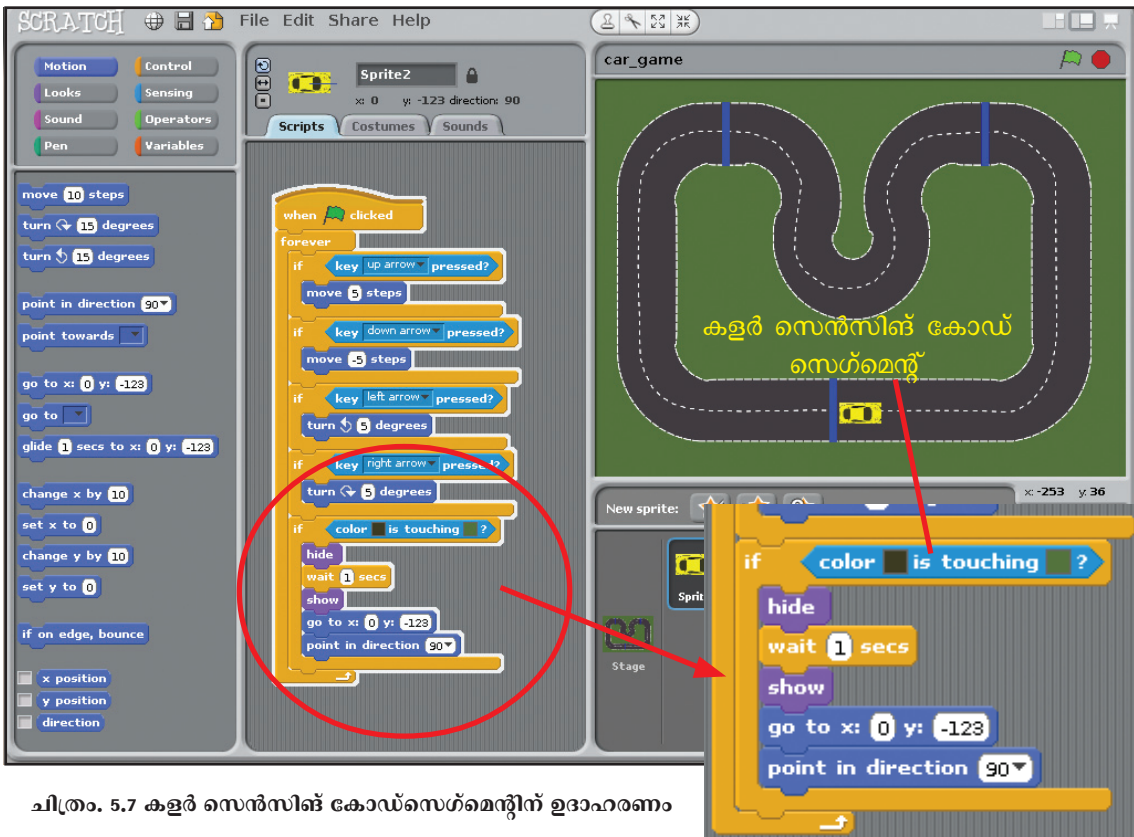 SCRATCH File Edit Share Help
Motion Control
Looks Sensing
Sound Operators
Pen Variables
move 10 steps
turn 15 degrees
turn 15 degrees
point in direction 90
point towards
go to x: 0 y: -123
go to
glide 1 secs to x: 0 y: -123
change x by 10
set x to 0
change y by 10
set y to 0
if on edge, bounce
x position
y position
direction
Sprite2
x: 0 y: -123 direction: 90
Scripts Costumes Sounds
when clicked
forever
if key up arrow pressed?
move 5 steps
if key down arrow pressed?
move -5 steps
if key left arrow pressed?
turn 5 degrees
if key right arrow pressed?
turn 5 degrees
if color is touching ?
hide
wait 1 secs
show
go to x: 0 y: -123
point in direction 90
car_game
കളർ സെൻസിങ് കോഡ്
സെഗ്മെന്റ്
x: -253 y: 36
New sprite:
Stage
if color is touching ?
hide
wait 1 secs
show
go to x: 0 y: -123
point in direction 90
ചിത്രം. 5.7 കളർ സെൻസിങ് കോഡ്സെഗ്മെന്റിന് ഉദാഹരണം